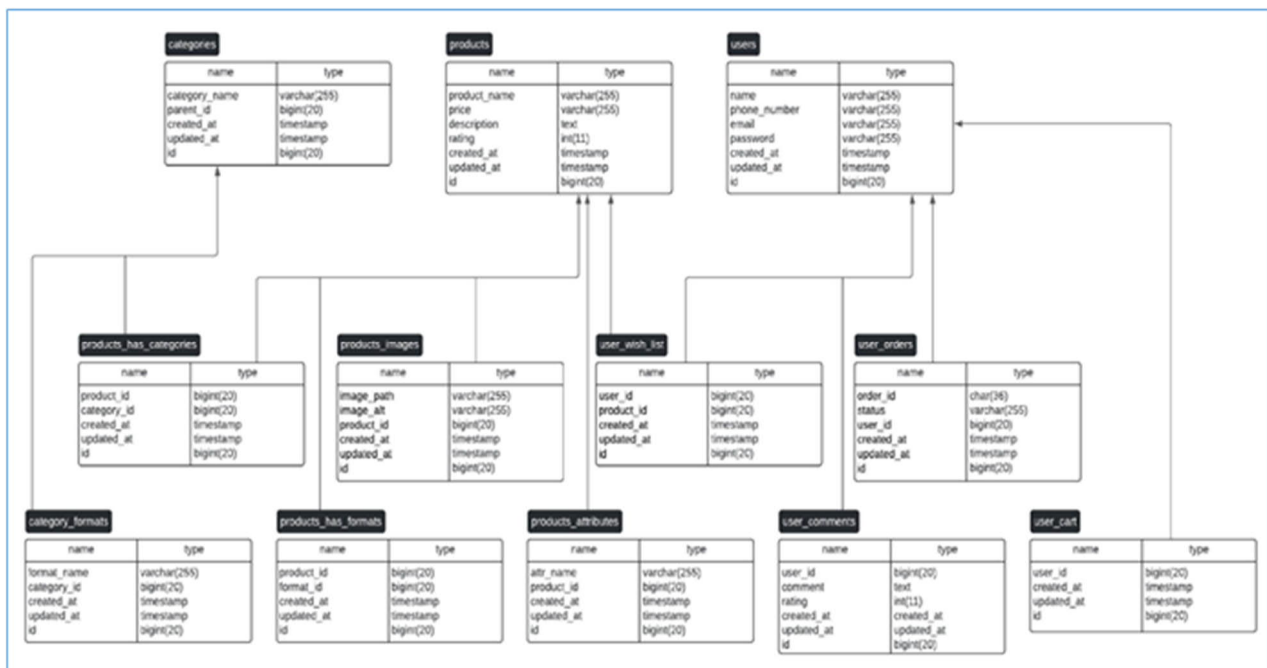 categories
name type
category_name varchar(255)
parent_id bigint(20)
created_at timestamp
updated_at timestamp
id bigint(20)
products
name type
product_name varchar(255)
price varchar(255)
description text
rating int(11)
created_at timestamp
updated_at timestamp
id bigint(20)
users
name type
name varchar(255)
phone_number varchar(255)
email varchar(255)
password varchar(255)
created_at timestamp
updated_at timestamp
id bigint(20)
products_has_categories
name type
product_id bigint(20)
category_id bigint(20)
created_at timestamp
updated_at timestamp
id bigint(20)
products_images
name type
image_path varchar(255)
image_alt varchar(255)
product_id bigint(20)
created_at timestamp
updated_at timestamp
id bigint(20)
user_wish_list
name type
user_id bigint(20)
product_id bigint(20)
created_at timestamp
updated_at timestamp
id bigint(20)
user_orders
name type
order_id char(36)
status varchar(255)
user_id bigint(20)
created_at timestamp
updated_at timestamp
id bigint(20)
category_formats
name type
format_name varchar(255)
category_id bigint(20)
created_at timestamp
updated_at timestamp
id bigint(20)
products_has_formats
name type
product_id bigint(20)
format_id bigint(20)
created_at timestamp
updated_at timestamp
id bigint(20)
products_attributes
name type
attr_name varchar(255)
product_id bigint(20)
created_at timestamp
updated_at timestamp
id bigint(20)
user_comments
name type
user_id bigint(20)
comment text
rating int(11)
created_at created_at
updated_at updated_at
id bigint(20)
user_cart
name type
user_id bigint(20)
created_at timestamp
updated_at timestamp
id bigint(20)